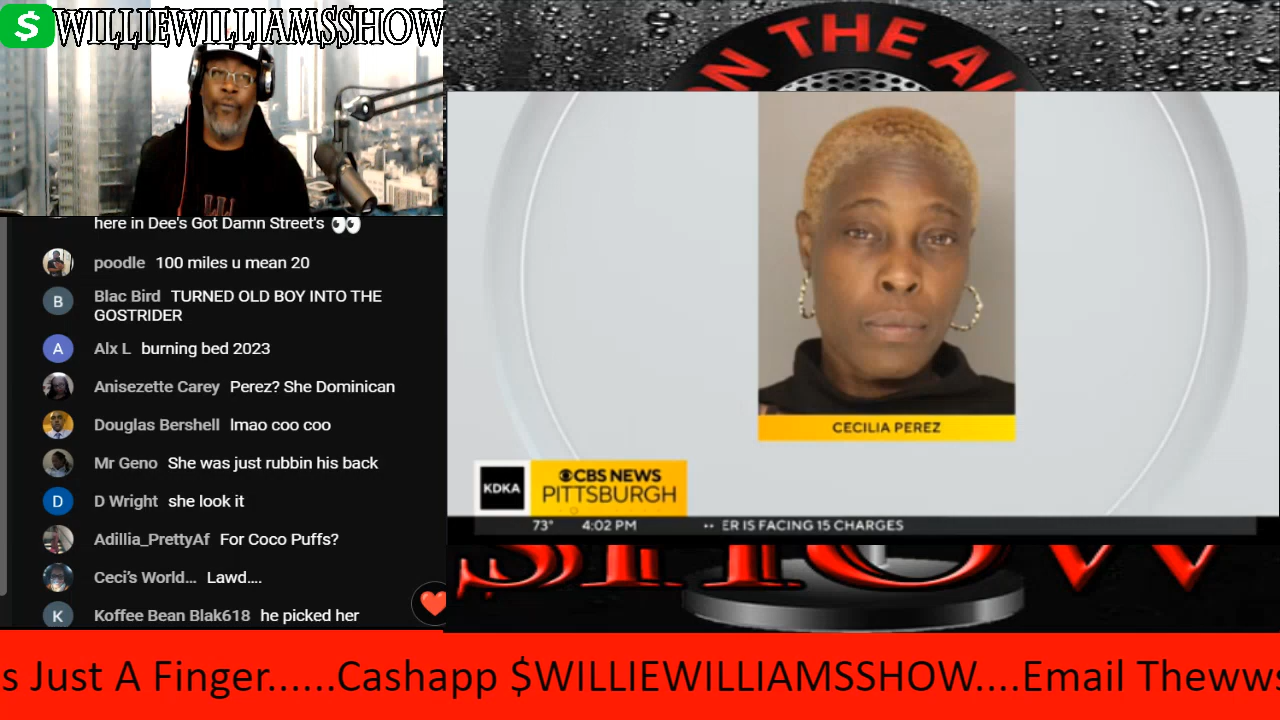 $ WILLIEWILLIAMSSHOW
ON THE AI
here in Dee's Got Damn Street's 👀
poodle 100 miles u mean 20
B Blac Bird TURNED OLD BOY INTO THE
GOSTRIDER
A Alx L burning bed 2023
Anisezette Carey Perez? She Dominican
Douglas Bershell lmao coo coo
Mr Geno She was just rubbin his back
D D Wright she look it
Adillia_PrettyAf For Coco Puffs?
Ceci's World... Lawd....
K Koffee Bean Blak618 he picked her
CECILIA PEREZ
KDKA
CBS NEWS
PITTSBURGH
73° 4:02 PM •• ER IS FACING 15 CHARGES
SHOW
s Just A Finger......Cashapp $WILLIEWILLIAMSSHOW....Email Thewws